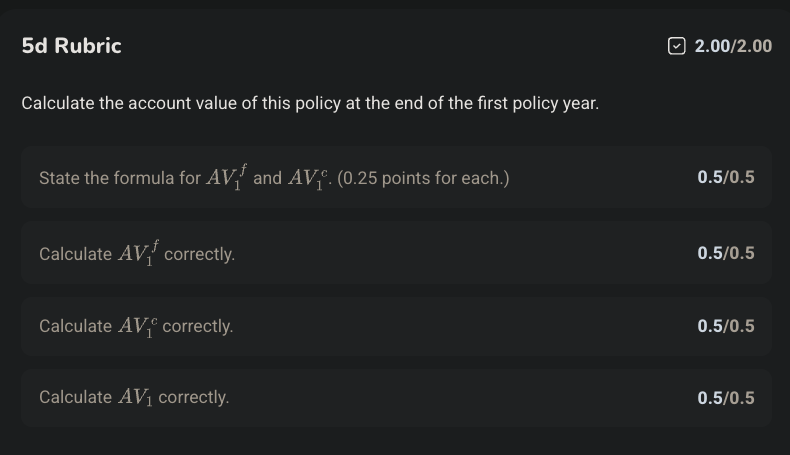 5d Rubric 2.00/2.00
Calculate the account value of this policy at the end of the first policy year.
State the formula for $AV_1^f$ and $AV_1^c$. (0.25 points for each.) 0.5/0.5
Calculate $AV_1^f$ correctly. 0.5/0.5
Calculate $AV_1^c$ correctly. 0.5/0.5
Calculate $AV_1$ correctly. 0.5/0.5